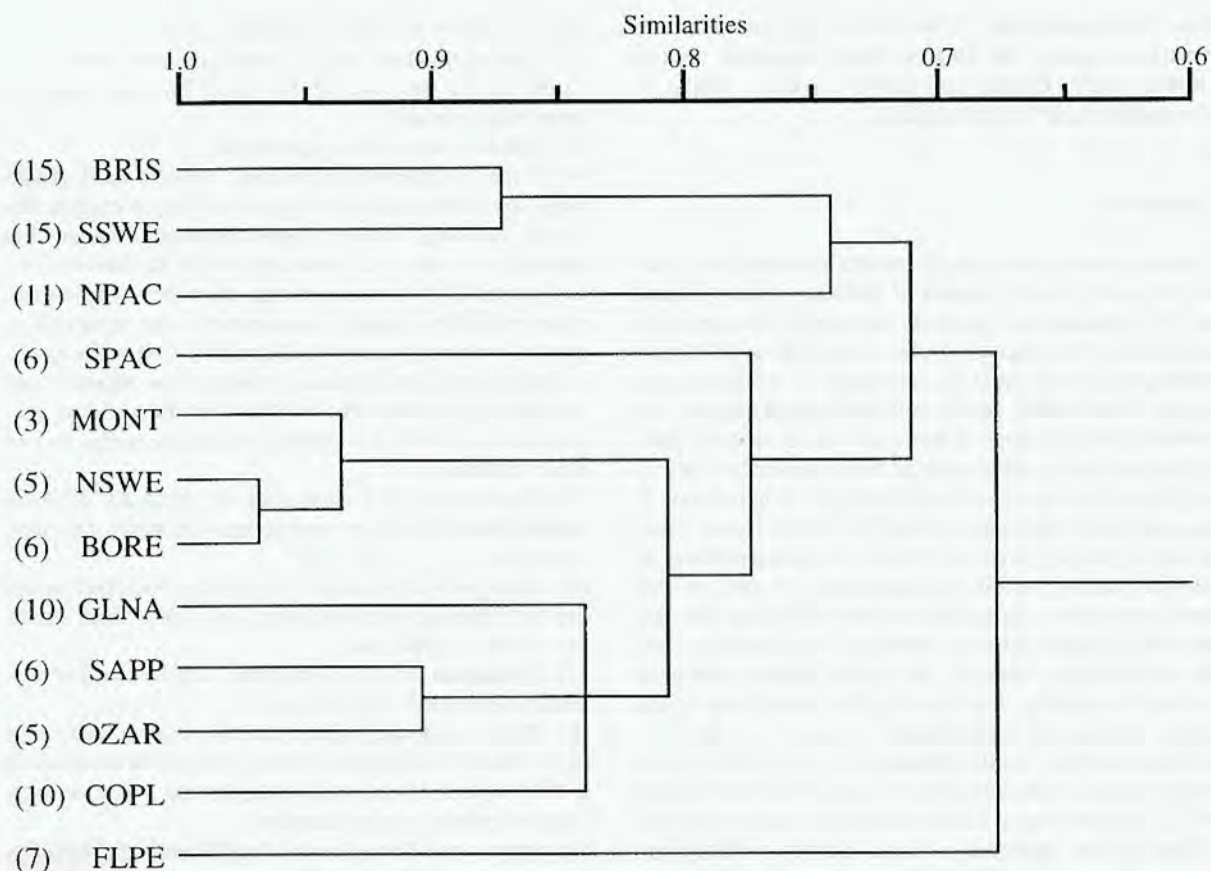 Similarities
1.0 0.9 0.8 0.7 0.6
(15) BRIS
(15) SSWE
(11) NPAC
(6) SPAC
(3) MONT
(5) NSWE
(6) BORE
(10) GLNA
(6) SAPP
(5) OZAR
(10) COPL
(7) FLPE